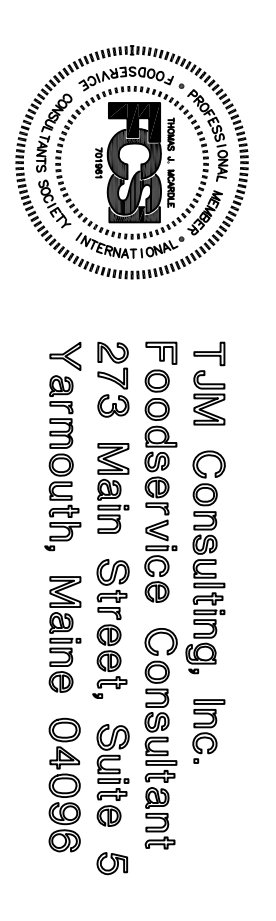 PROFESSIONAL MEMBER
FOODSERVICE CONSULTANTS SOCIETY INTERNATIONAL
THOMAS J. MCARDLE
FCSI
701961
TJM Consulting, Inc.
Foodservice Consultant
273 Main Street, Suite 5
Yarmouth, Maine 04096